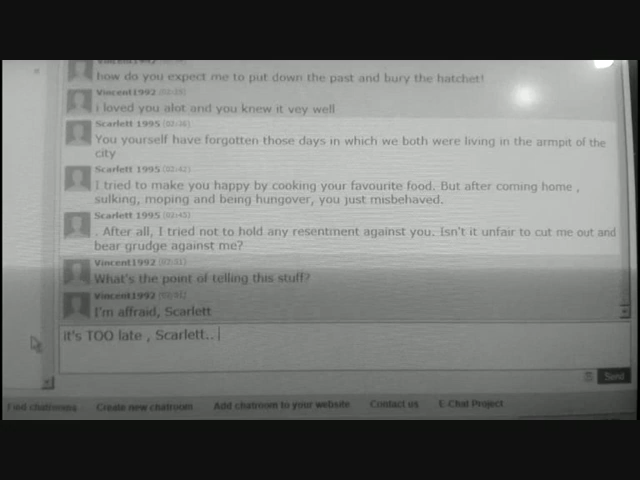 how do you expect me to put down the past and bury the hatchet!
Vincent1992
i loved you alot and you knew it vey well
Scarlett 1995
You yourself have forgotten those days in which we both were living in the armpit of the
city
Scarlett 1995 (02:42)
I tried to make you happy by cooking your favourite food. But after coming home ,
sulking, moping and being hungover, you just misbehaved.
Scarlett 1995 (02:45)
. After all, I tried not to hold any resentment against you. Isn't it unfair to cut me out and
bear grudge against me?
Vincent1992
What's the point of telling this stuff?
Vincent1992
I'm affraid, Scarlett
it's TOO late , Scarlett..
Send
Find chatrooms Create new chatroom Add chatroom to your website Contact us E-Chat Project